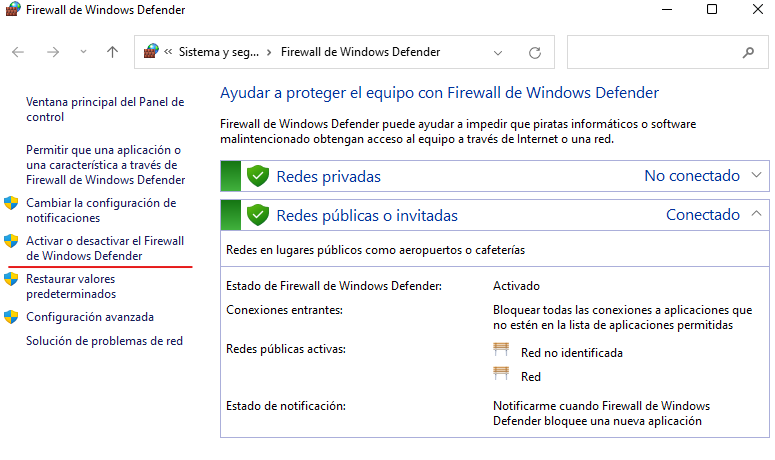 Firewall de Windows Defender
« Sistema y seg... > Firewall de Windows Defender
Ventana principal del Panel de
control
Permitir que una aplicación o
una característica a través de
Firewall de Windows Defender
Cambiar la configuración de
notificaciones
Activar o desactivar el Firewall
de Windows Defender
Restaurar valores
predeterminados
Configuración avanzada
Solución de problemas de red
Ayudar a proteger el equipo con Firewall de Windows Defender
Firewall de Windows Defender puede ayudar a impedir que piratas informáticos o software
malintencionado obtengan acceso al equipo a través de Internet o una red.
Redes privadas No conectado
Redes públicas o invitadas Conectado
Redes en lugares públicos como aeropuertos o cafeterías
Estado de Firewall de Windows Defender: Activado
Conexiones entrantes: Bloquear todas las conexiones a aplicaciones que
no estén en la lista de aplicaciones permitidas
Redes públicas activas: Red no identificada
Red
Estado de notificación: Notificarme cuando Firewall de Windows
Defender bloquee una nueva aplicación